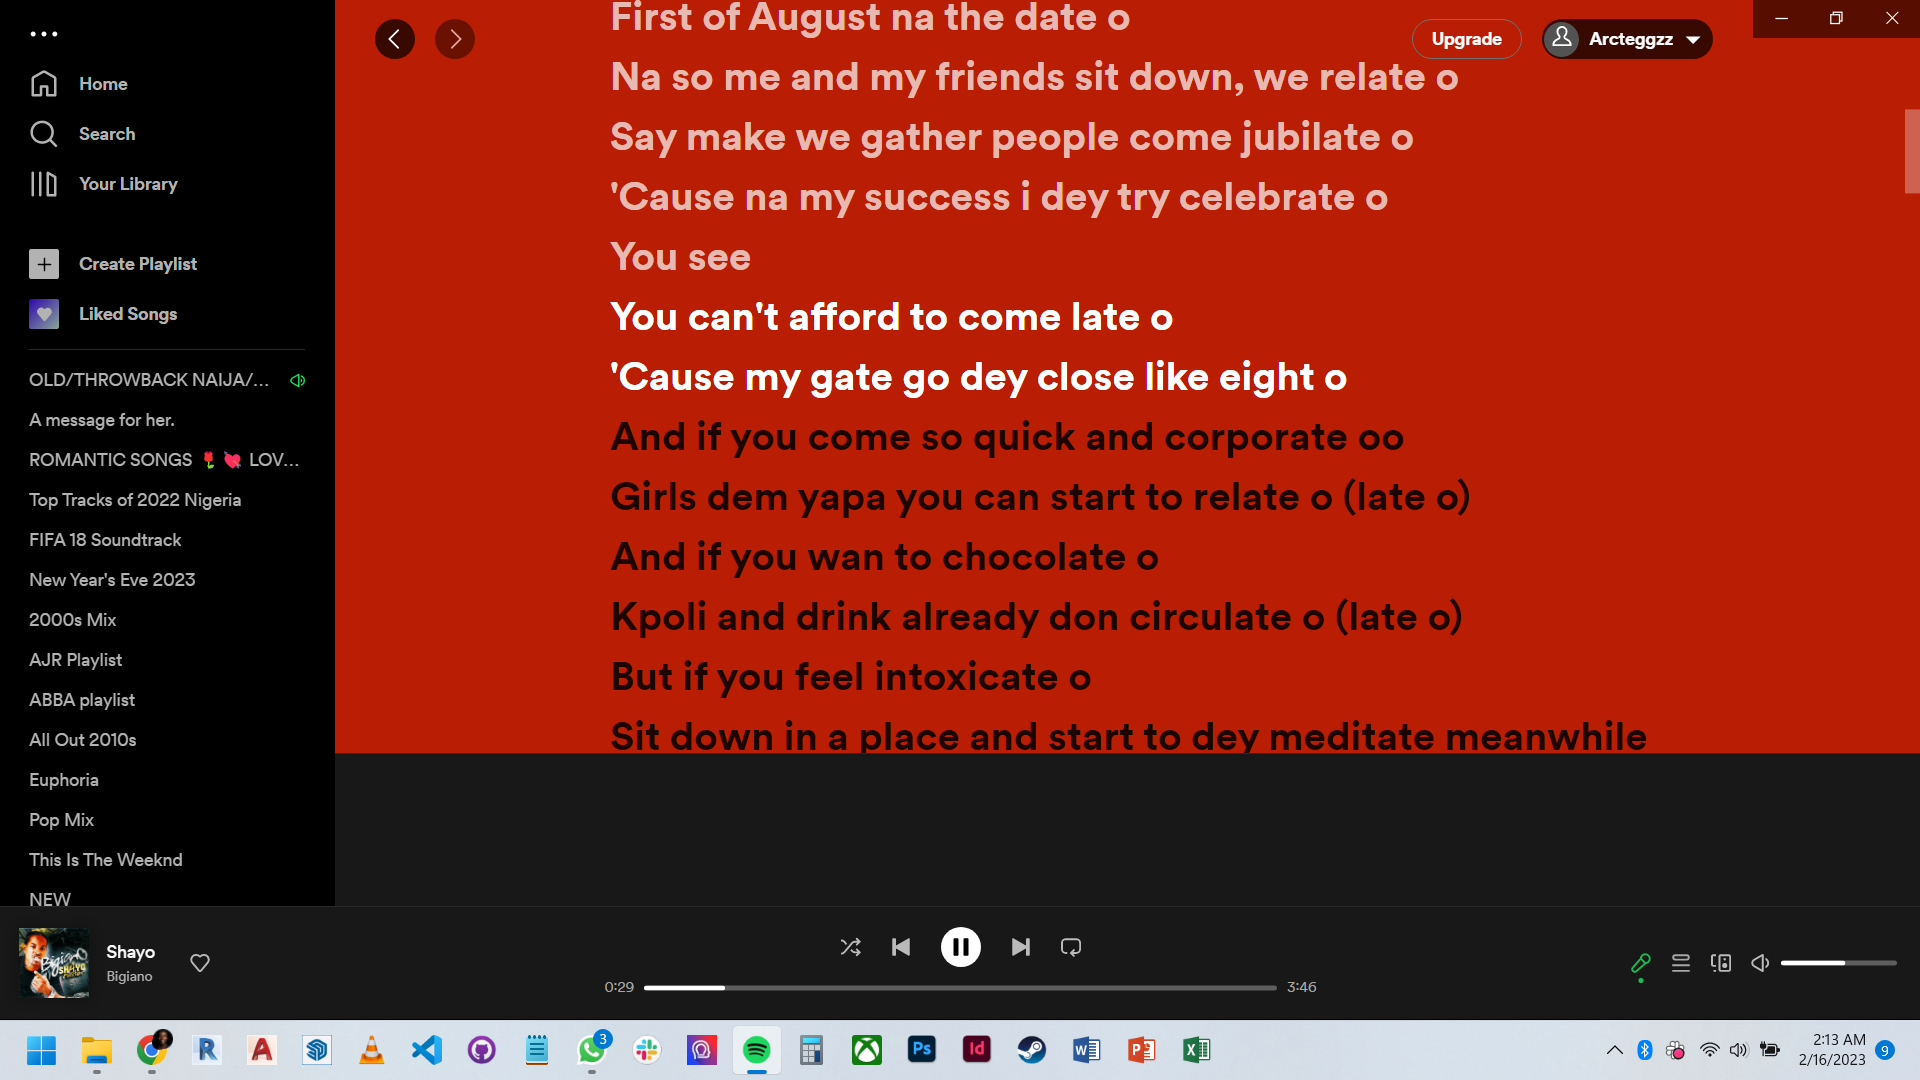 Home
Search
Your Library
Create Playlist
Liked Songs
OLD/THROWBACK NAIJA/...
A message for her.
ROMANTIC SONGS 🌷 💘 LOV...
Top Tracks of 2022 Nigeria
FIFA 18 Soundtrack
New Year's Eve 2023
2000s Mix
AJR Playlist
ABBA playlist
All Out 2010s
Euphoria
Pop Mix
This Is The Weeknd
NEW
Upgrade
Arcteggzz
First of August na the date o
Na so me and my friends sit down, we relate o
Say make we gather people come jubilate o
'Cause na my success i dey try celebrate o
You see
You can't afford to come late o
'Cause my gate go dey close like eight o
And if you come so quick and corporate oo
Girls dem yapa you can start to relate o (late o)
And if you wan to chocolate o
Kpoli and drink already don circulate o (late o)
But if you feel intoxicate o
Sit down in a place and start to dey meditate meanwhile
Shayo
Bigiano
0:29
3:46
R
A
3
Ps
Id
W
P
X
2:13 AM
2/16/2023
9